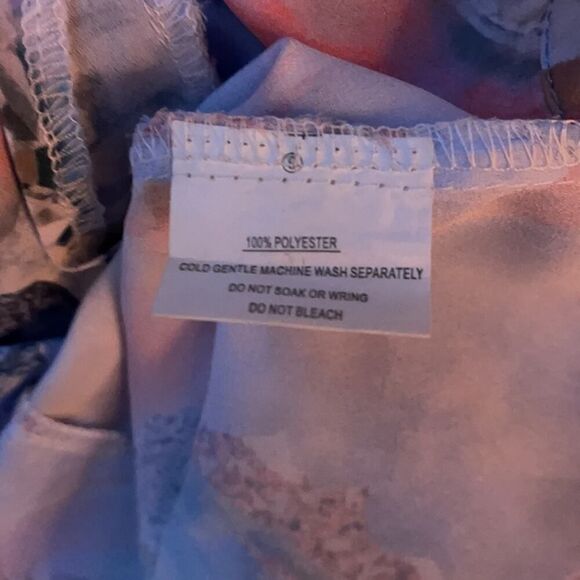 100% POLYESTER
COLD GENTLE MACHINE WASH SEPARATELY
DO NOT SOAK OR WRING
DO NOT BLEACH